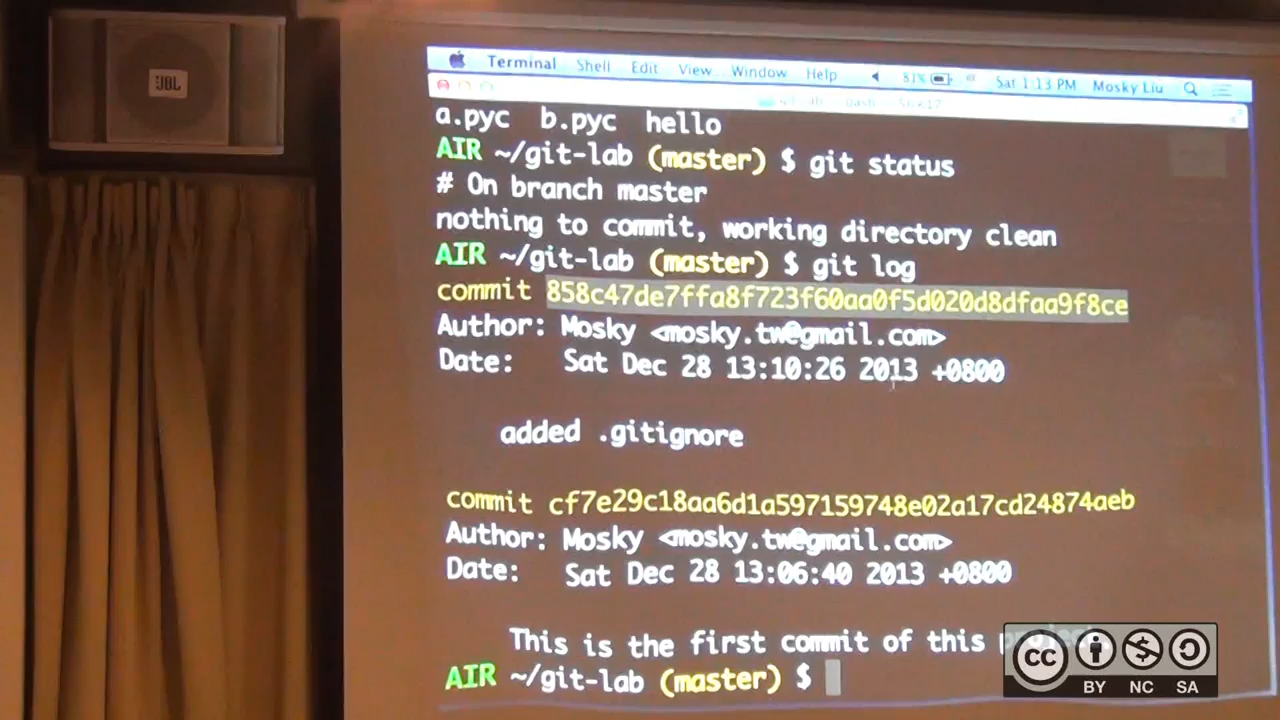 JBL
Terminal Shell Edit View Window Help 81% Sat 1:13 PM Mosky Liu
a.pyc b.pyc hello
AIR ~/git-lab (master) $ git status
# On branch master
nothing to commit, working directory clean
AIR ~/git-lab (master) $ git log
commit 858c47de7ffa8f723f60aa0f5d020d8dfaa9f8ce
Author: Mosky <mosky.tw@gmail.com>
Date: Sat Dec 28 13:10:26 2013 +0800
added .gitignore
commit cf7e29c18aa6d1a597159748e02a17cd24874aeb
Author: Mosky <mosky.tw@gmail.com>
Date: Sat Dec 28 13:06:40 2013 +0800
This is the first commit of this
AIR ~/git-lab (master) $
cc
BY NC SA